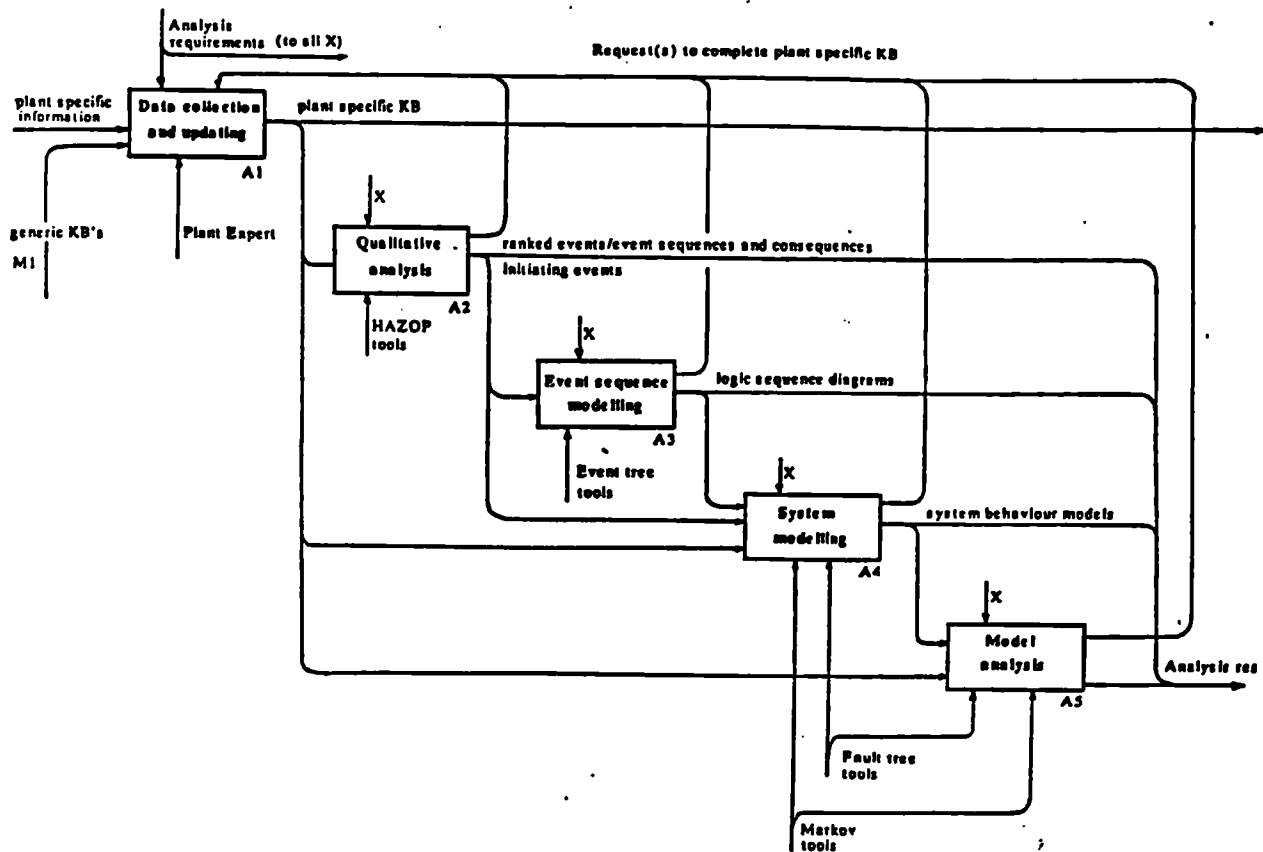 Analysis
requirements (to all X)
Request(s) to complete plant specific KB
plant specific
information
Data collection
and updating
plant specific KB
A1
X
generic KB's
M1
Plant Expert
Qualitative
analysis
ranked events/event sequences and consequences
Initiating events
A2
HAZOP
tools
X
Event sequence
modelling
logic sequence diagrams
A3
Event tree
tools
X
System
modelling
system behaviour models
A4
X
Model
analysis
Analysis res
A5
Fault tree
tools
Markov
tools